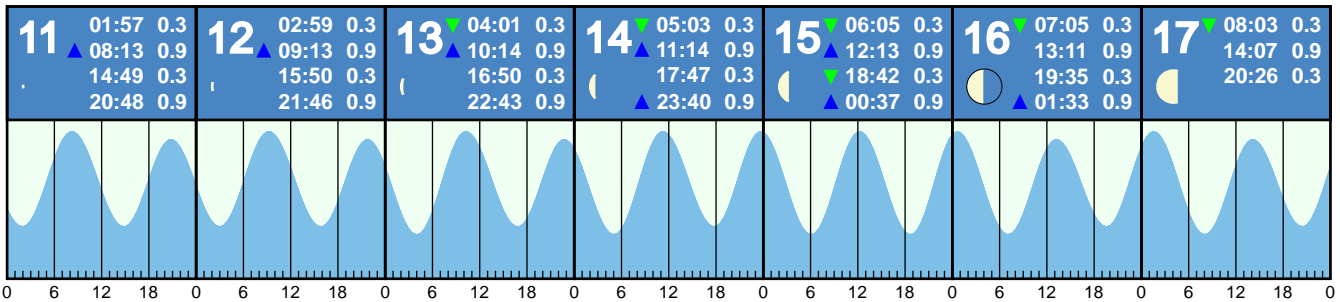 11 01:57 0.3
▲ 08:13 0.9
14:49 0.3
20:48 0.9
12 02:59 0.3
▲ 09:13 0.9
15:50 0.3
21:46 0.9
13 ▼ 04:01 0.3
▲ 10:14 0.9
16:50 0.3
22:43 0.9
14 ▼ 05:03 0.3
▲ 11:14 0.9
17:47 0.3
▲ 23:40 0.9
15 ▼ 06:05 0.3
▲ 12:13 0.9
▼ 18:42 0.3
▲ 00:37 0.9
16 ▼ 07:05 0.3
13:11 0.9
19:35 0.3
▲ 01:33 0.9
17 ▼ 08:03 0.3
14:07 0.9
20:26 0.3
0 6 12 18 0 6 12 18 0 6 12 18 0 6 12 18 0 6 12 18 0 6 12 18 0 6 12 18 0